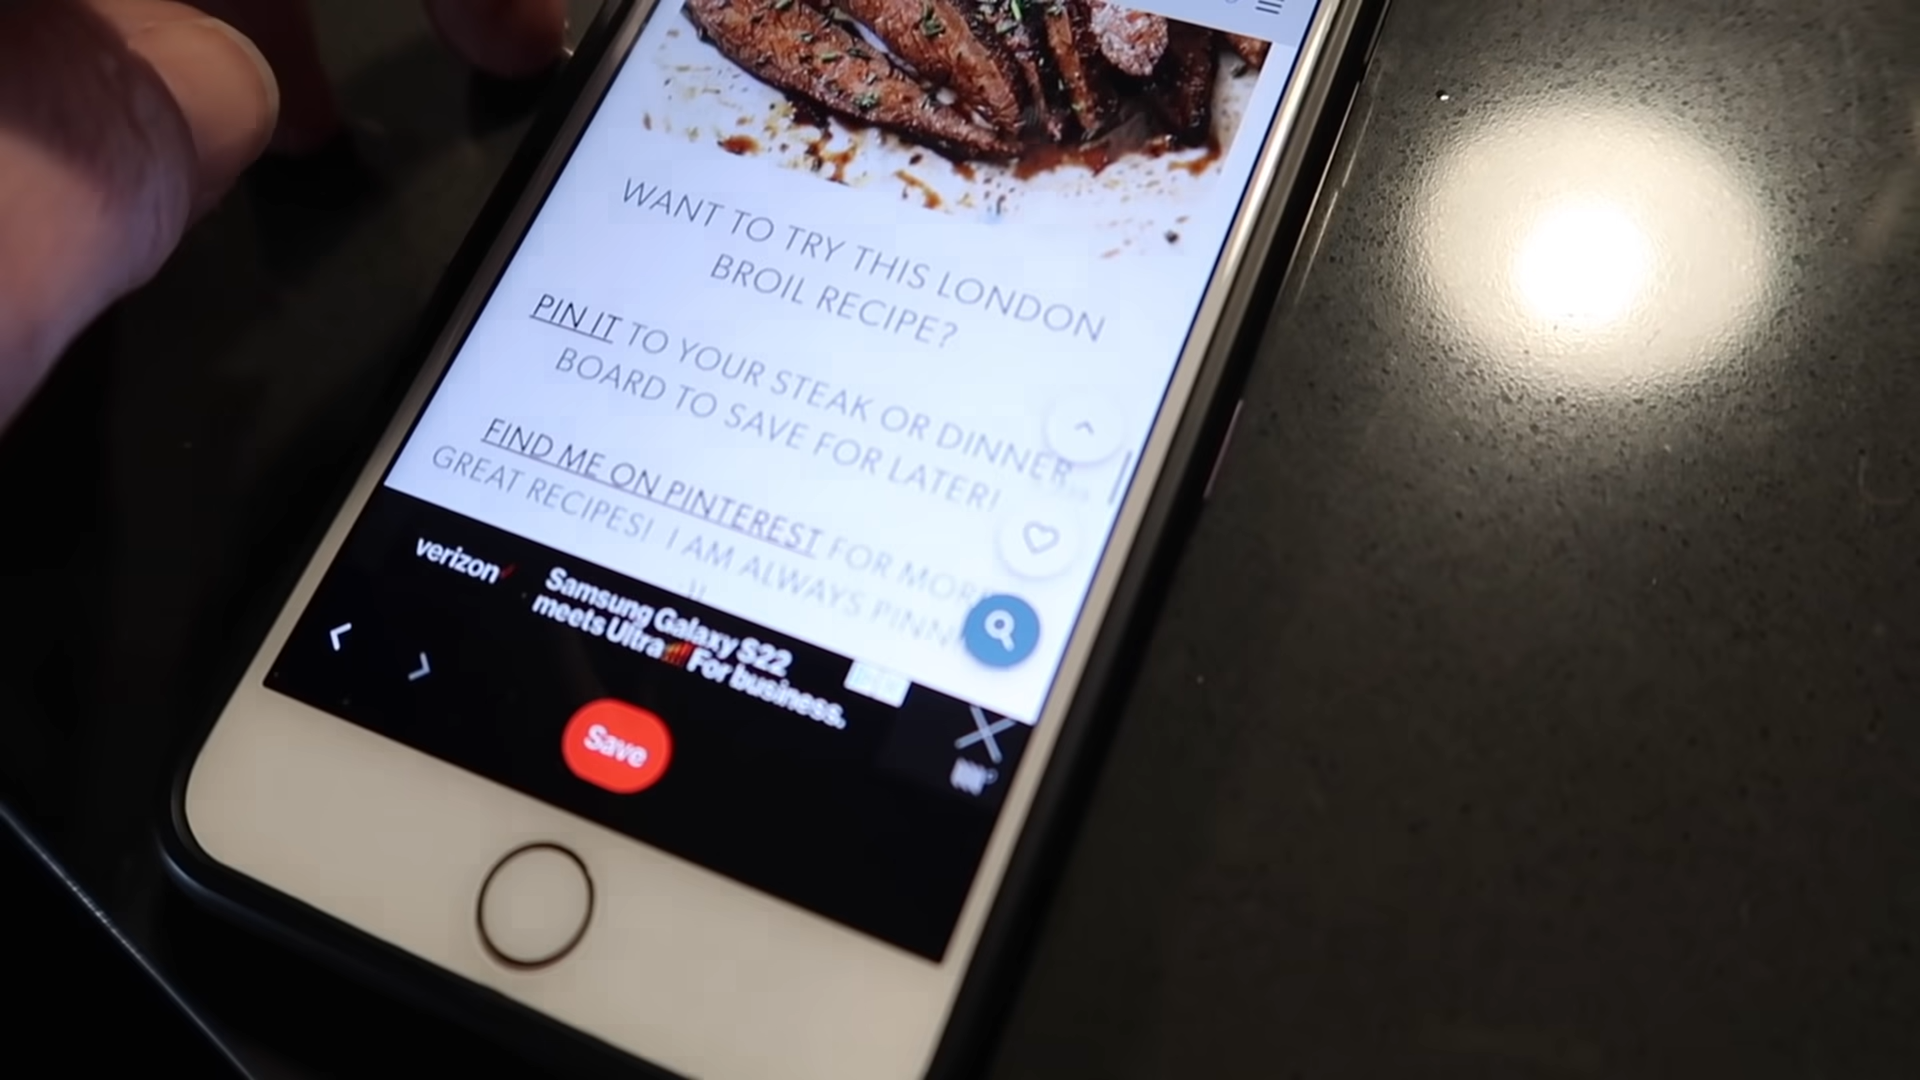 WANT TO TRY THIS LONDON
BROIL RECIPE?
PIN IT TO YOUR STEAK OR DINNER
BOARD TO SAVE FOR LATER!
FIND ME ON PINTEREST FOR MORE
GREAT RECIPES! I AM ALWAYS
verizon
Samsung Galaxy S22
meets Ultra For business.
Save